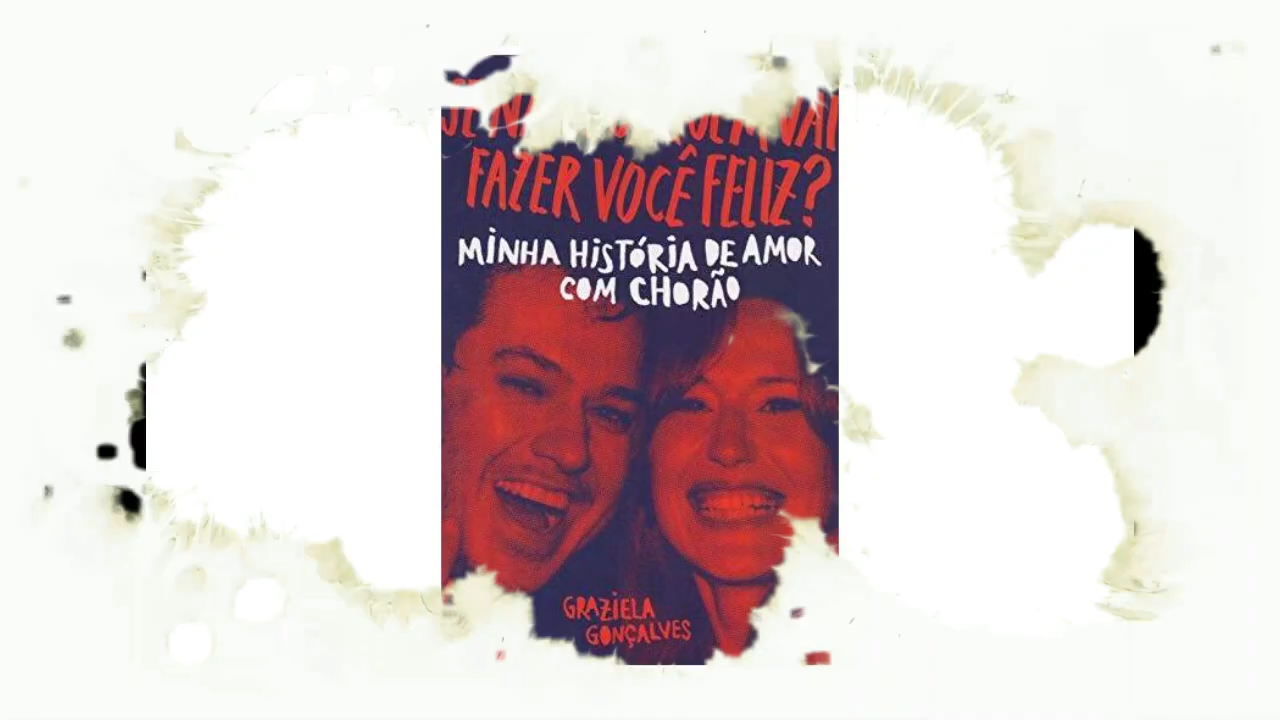 FAZER VOCÊ FELIZ?
MINHA HISTÓRIA DE AMOR
COM CHORÃO
GRAZIELA
GONÇALVES